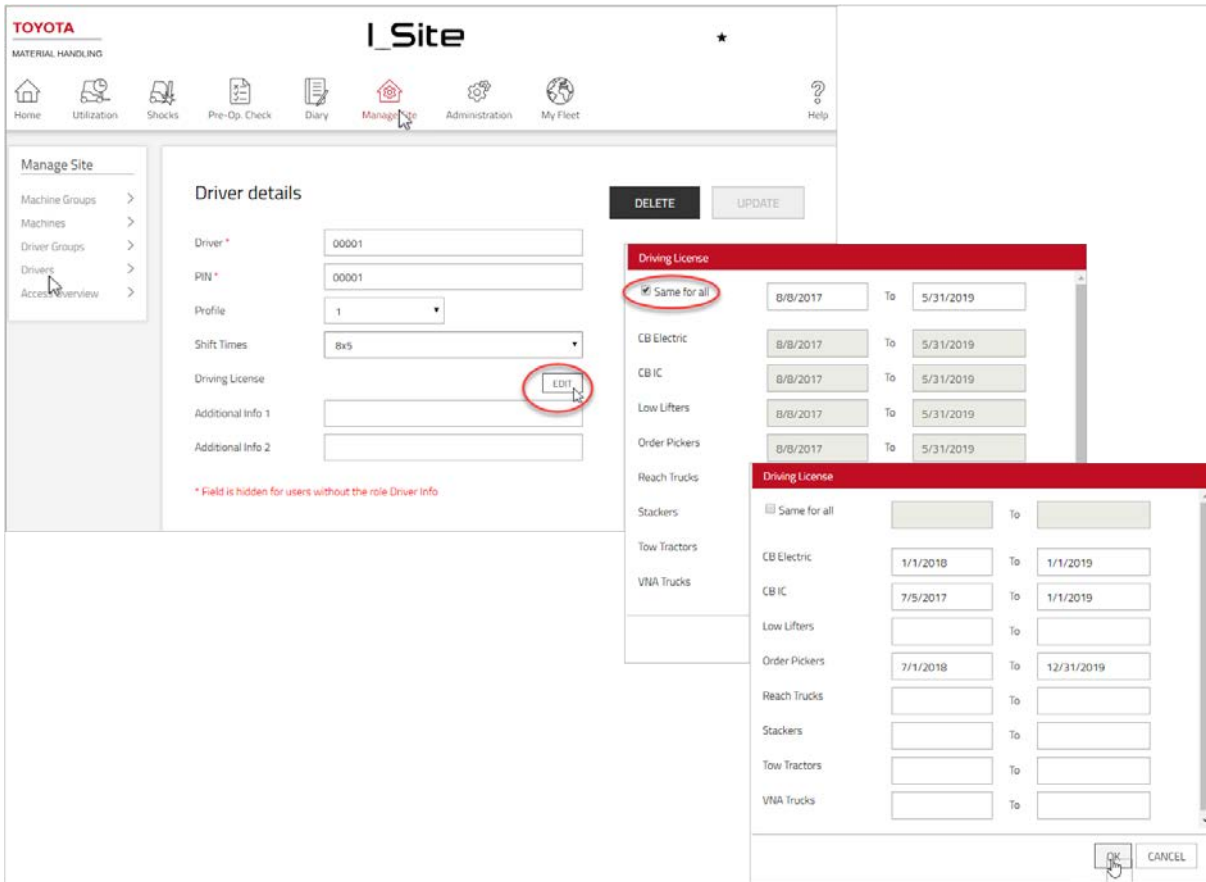 TOYOTA
MATERIAL HANDLING
I_Site
Home Utilization Shocks Pre-Op. Check Diary Manage Site Administration My Fleet Help
Manage Site
Machine Groups
Machines
Driver Groups
Drivers
Access Overview
Driver details
DELETE UPDATE
Driver * 00001
PIN * 00001
Profile 1
Shift Times 8x5
Driving License EDIT
Additional Info 1
Additional Info 2
* Field is hidden for users without the role Driver Info
Driving License
Same for all 8/8/2017 To 5/31/2019
CB Electric 8/8/2017 To 5/31/2019
CB IC 8/8/2017 To 5/31/2019
Low Lifters 8/8/2017 To 5/31/2019
Order Pickers 8/8/2017 To 5/31/2019
Reach Trucks
Stackers
Tow Tractors
VNA Trucks
Driving License
Same for all To
CB Electric 1/1/2018 To 1/1/2019
CB IC 7/5/2017 To 1/1/2019
Low Lifters To
Order Pickers 7/1/2018 To 12/31/2019
Reach Trucks To
Stackers To
Tow Tractors To
VNA Trucks To
OK CANCEL